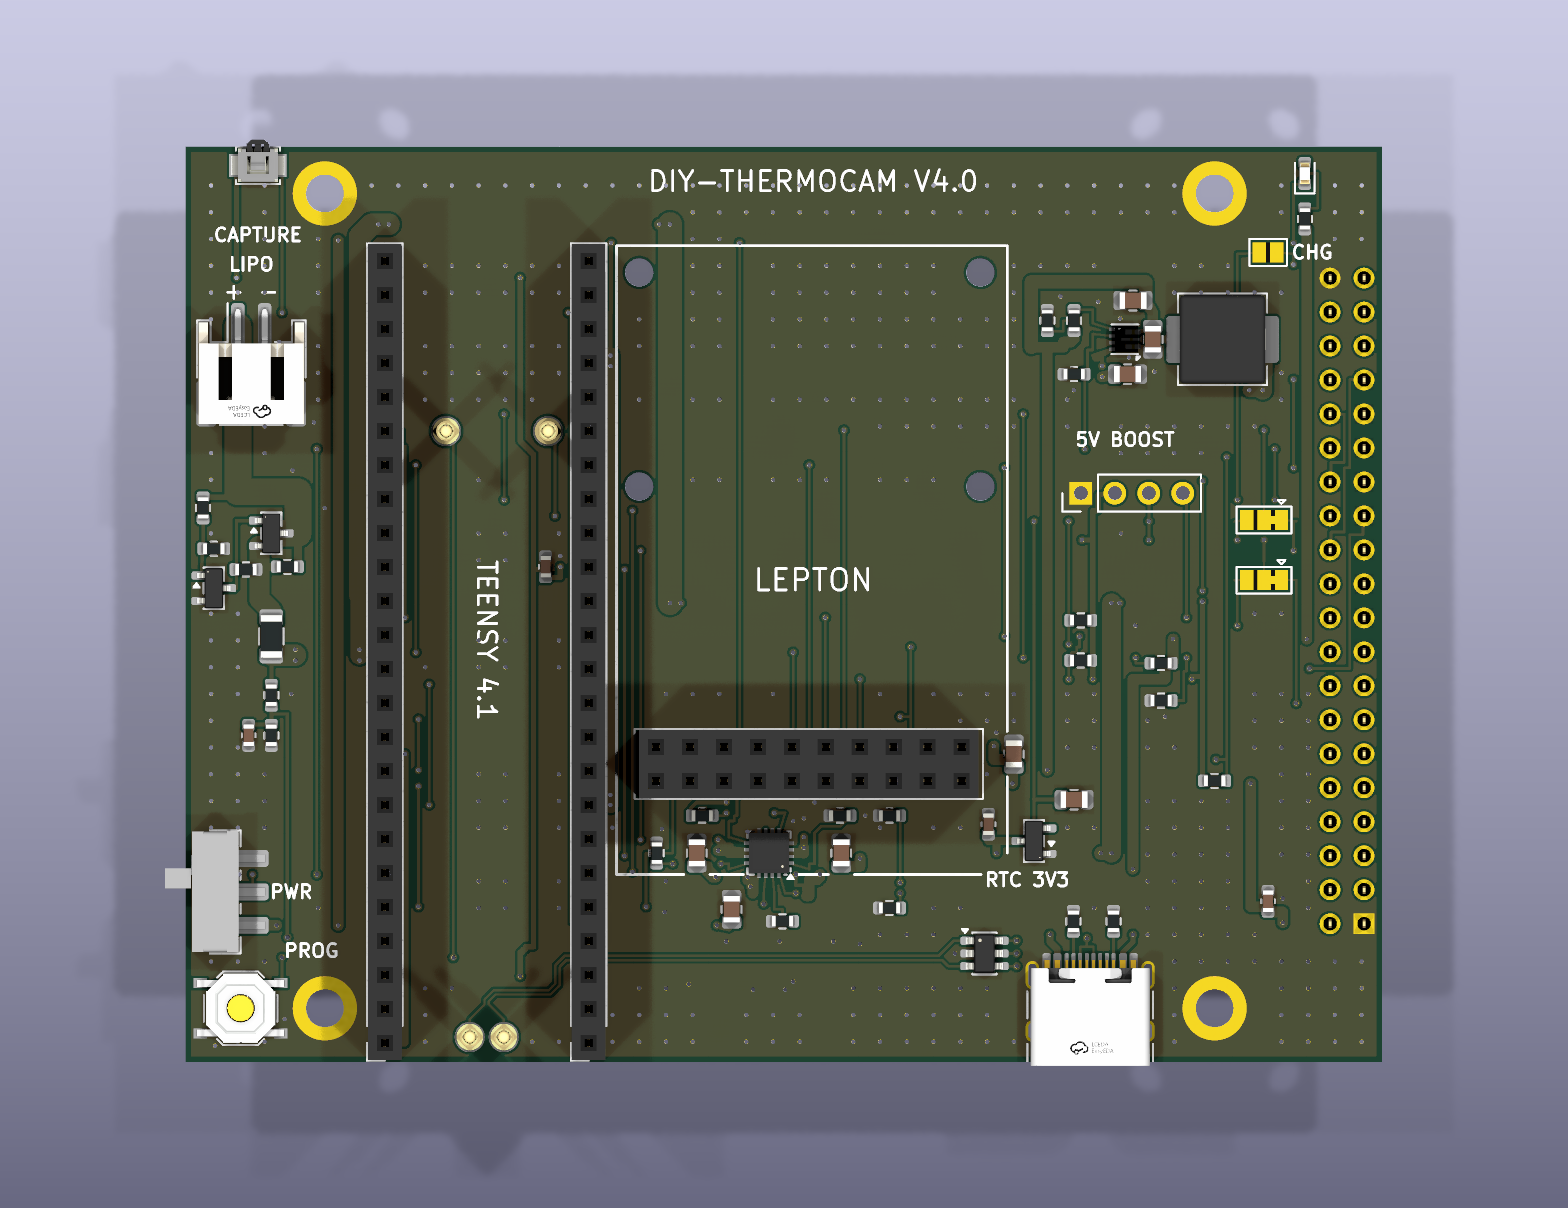 DIY-THERMOCAM V4.0
CAPTURE
LIPO
+ -
CHG
5V BOOST
LEPTON
TEENSY 4.1
PWR
RTC 3V3
PROG